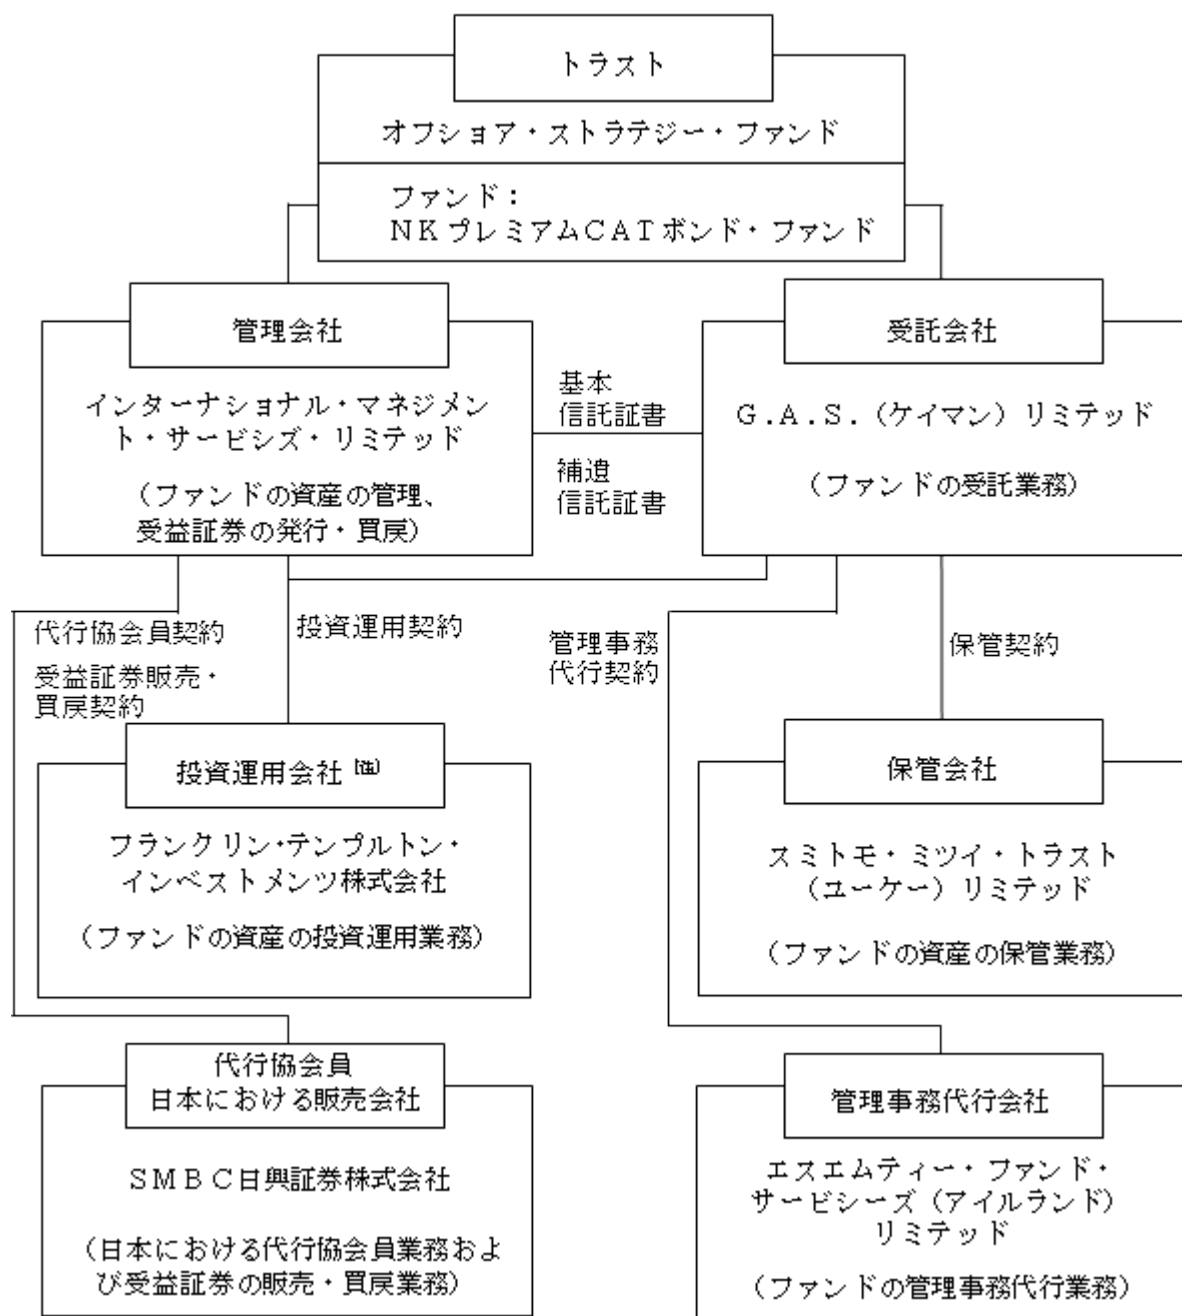 トラスト
オフショア・ストラテジー・ファンド
ファンド：
ＮＫプレミアムＣＡＴボンド・ファンド
管理会社
インターナショナル・マネジメン
ト・サービシズ・リミテッド
（ファンドの資産の管理、
受益証券の発行・買戻）
基本
信託証書
補遺
信託証書
受託会社
Ｇ.Ａ.Ｓ.（ケイマン）リミテッド
（ファンドの受託業務）
代行協会員契約
受益証券販売・
買戻契約
投資運用契約
管理事務
代行契約
保管契約
投資運用会社
フランクリン・テンプルトン・
インベストメンツ株式会社
（ファンドの資産の投資運用業務）
保管会社
スミトモ・ミツイ・トラスト
（ユーケー）リミテッド
（ファンドの資産の保管業務）
代行協会員
日本における販売会社
ＳＭＢＣ日興証券株式会社
（日本における代行協会員業務およ
び受益証券の販売・買戻業務）
管理事務代行会社
エスエムティー・ファンド・
サービシーズ（アイルランド）
リミテッド
（ファンドの管理事務代行業務）